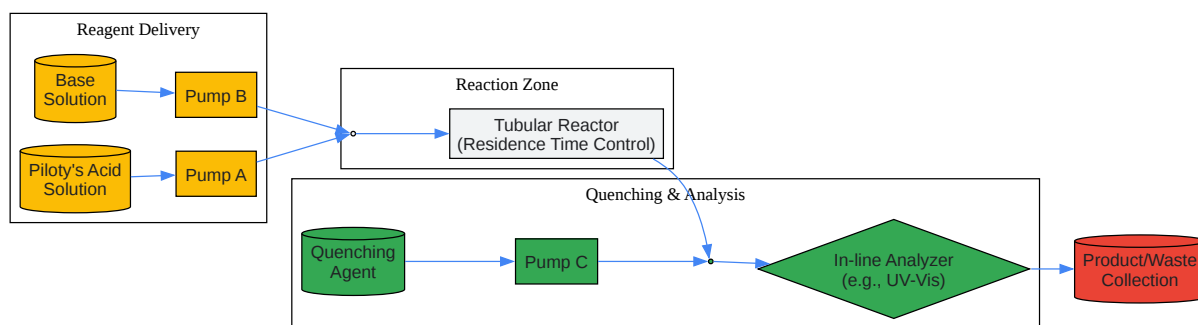 Reagent Delivery
Base
Solution
Pump B
Piloty's Acid
Solution
Pump A
Reaction Zone
Tubular Reactor
(Residence Time Control)
Quenching & Analysis
Quenching
Agent
Pump C
In-line Analyzer
(e.g., UV-Vis)
Product/Waste
Collection